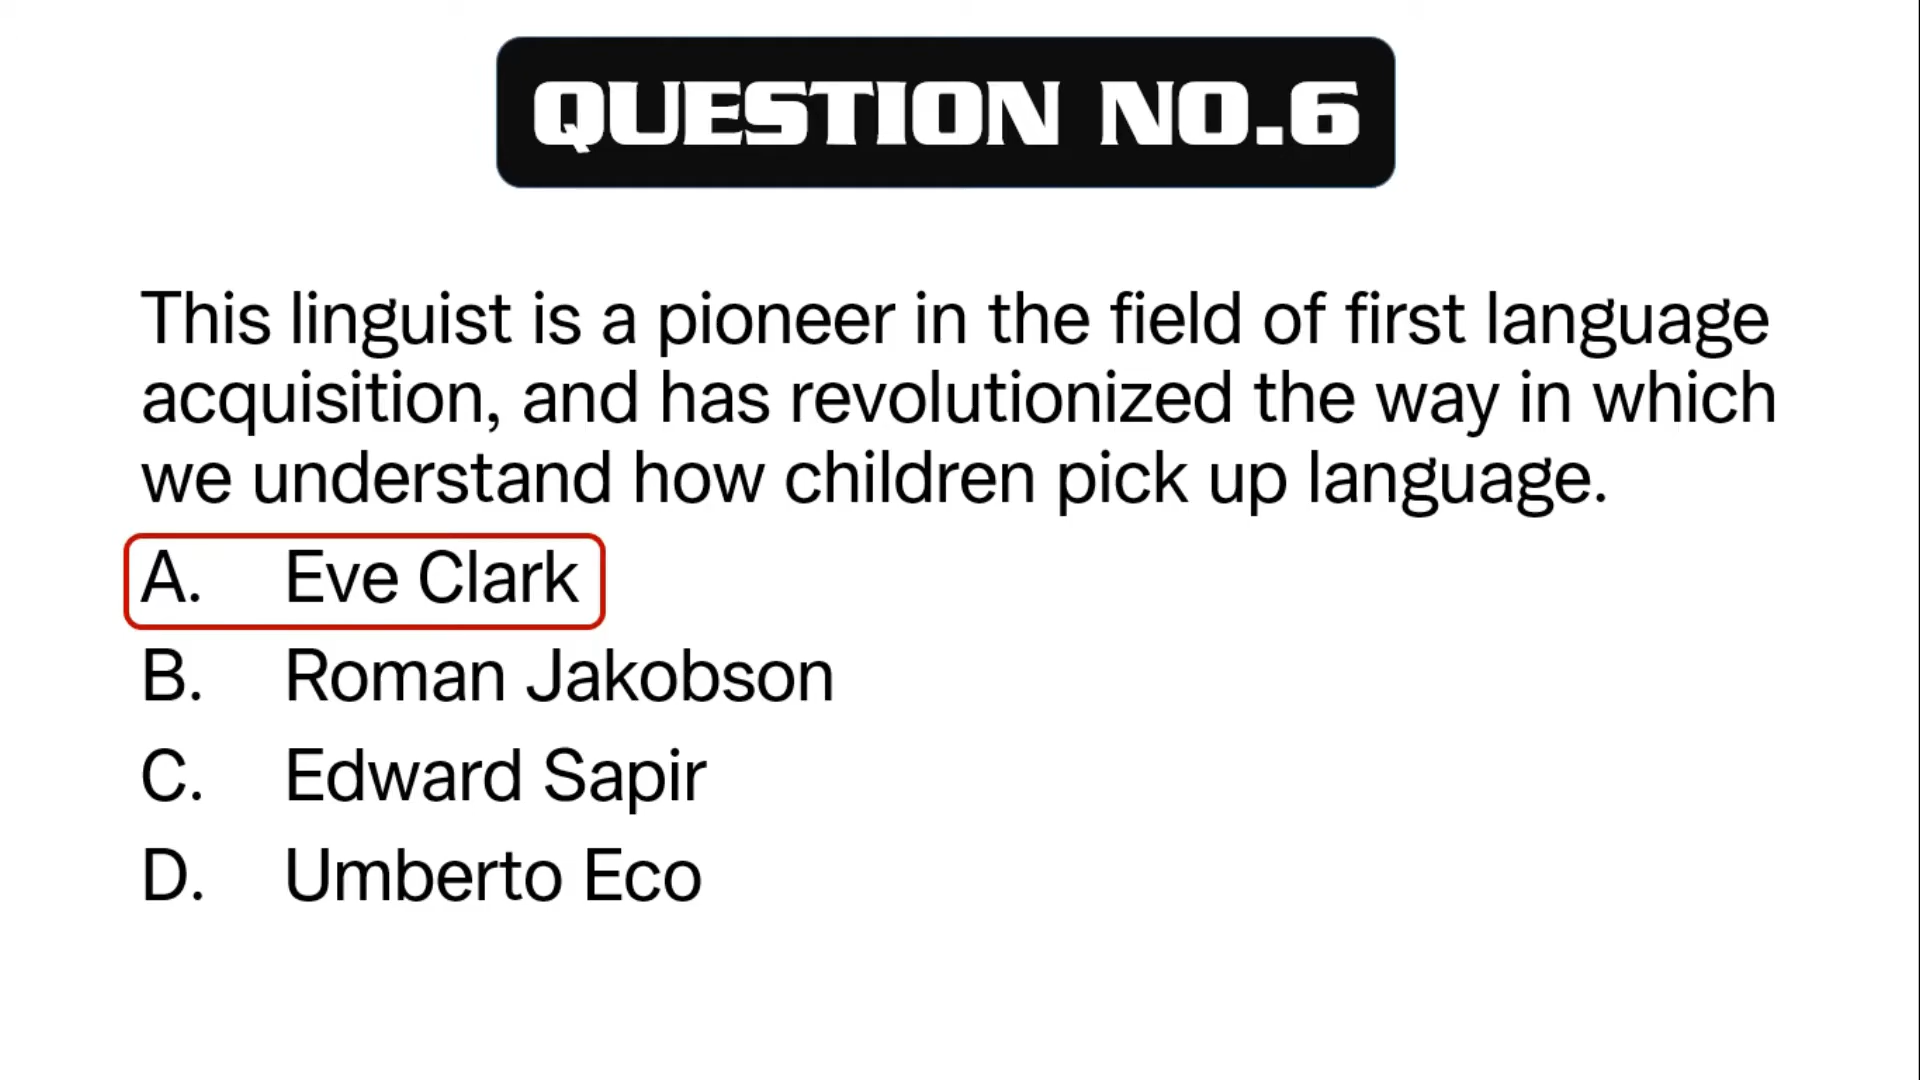 QUESTION NO.6
This linguist is a pioneer in the field of first language
acquisition, and has revolutionized the way in which
we understand how children pick up language.
A. Eve Clark
B. Roman Jakobson
C. Edward Sapir
D. Umberto Eco